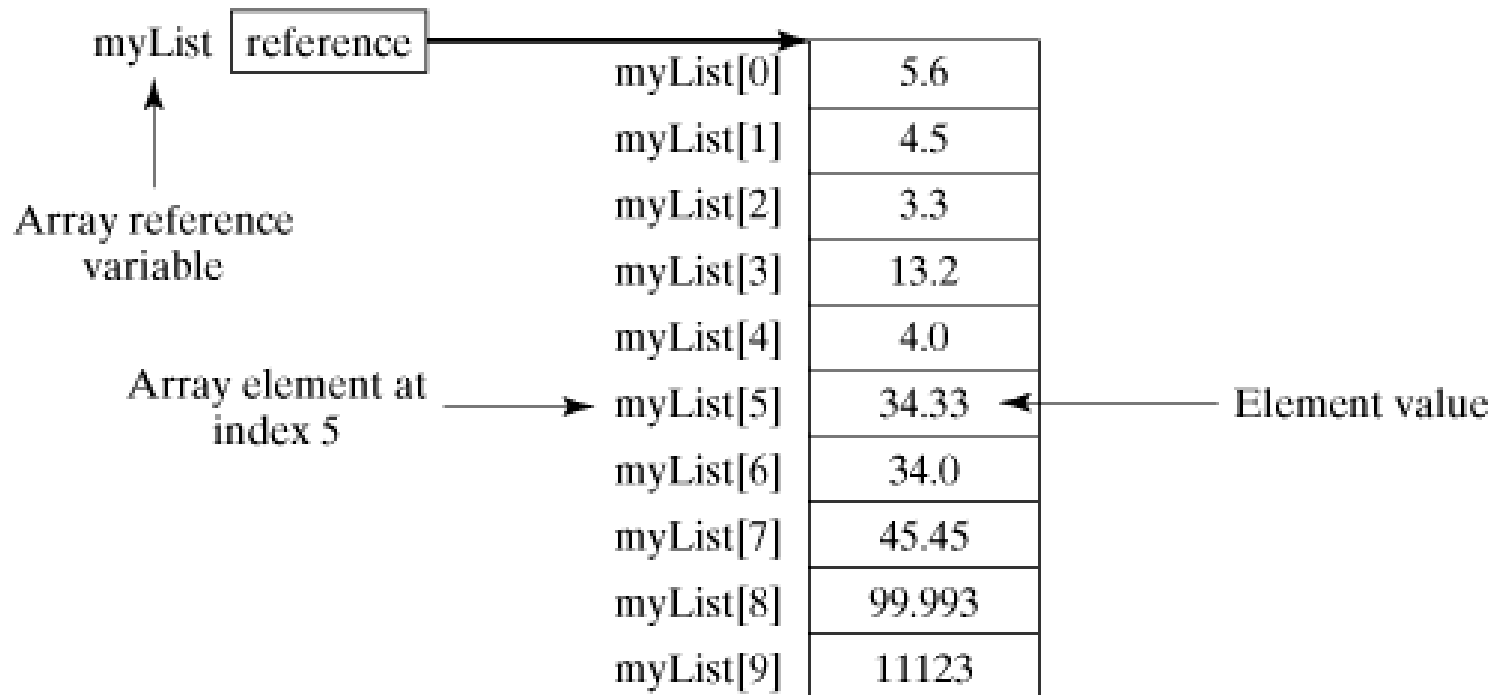 myList reference
myList[0] 5.6
myList[1] 4.5
Array reference
variable
myList[2] 3.3
myList[3] 13.2
myList[4] 4.0
Array element at
index 5
myList[5] 34.33 Element value
myList[6] 34.0
myList[7] 45.45
myList[8] 99.993
myList[9] 11123